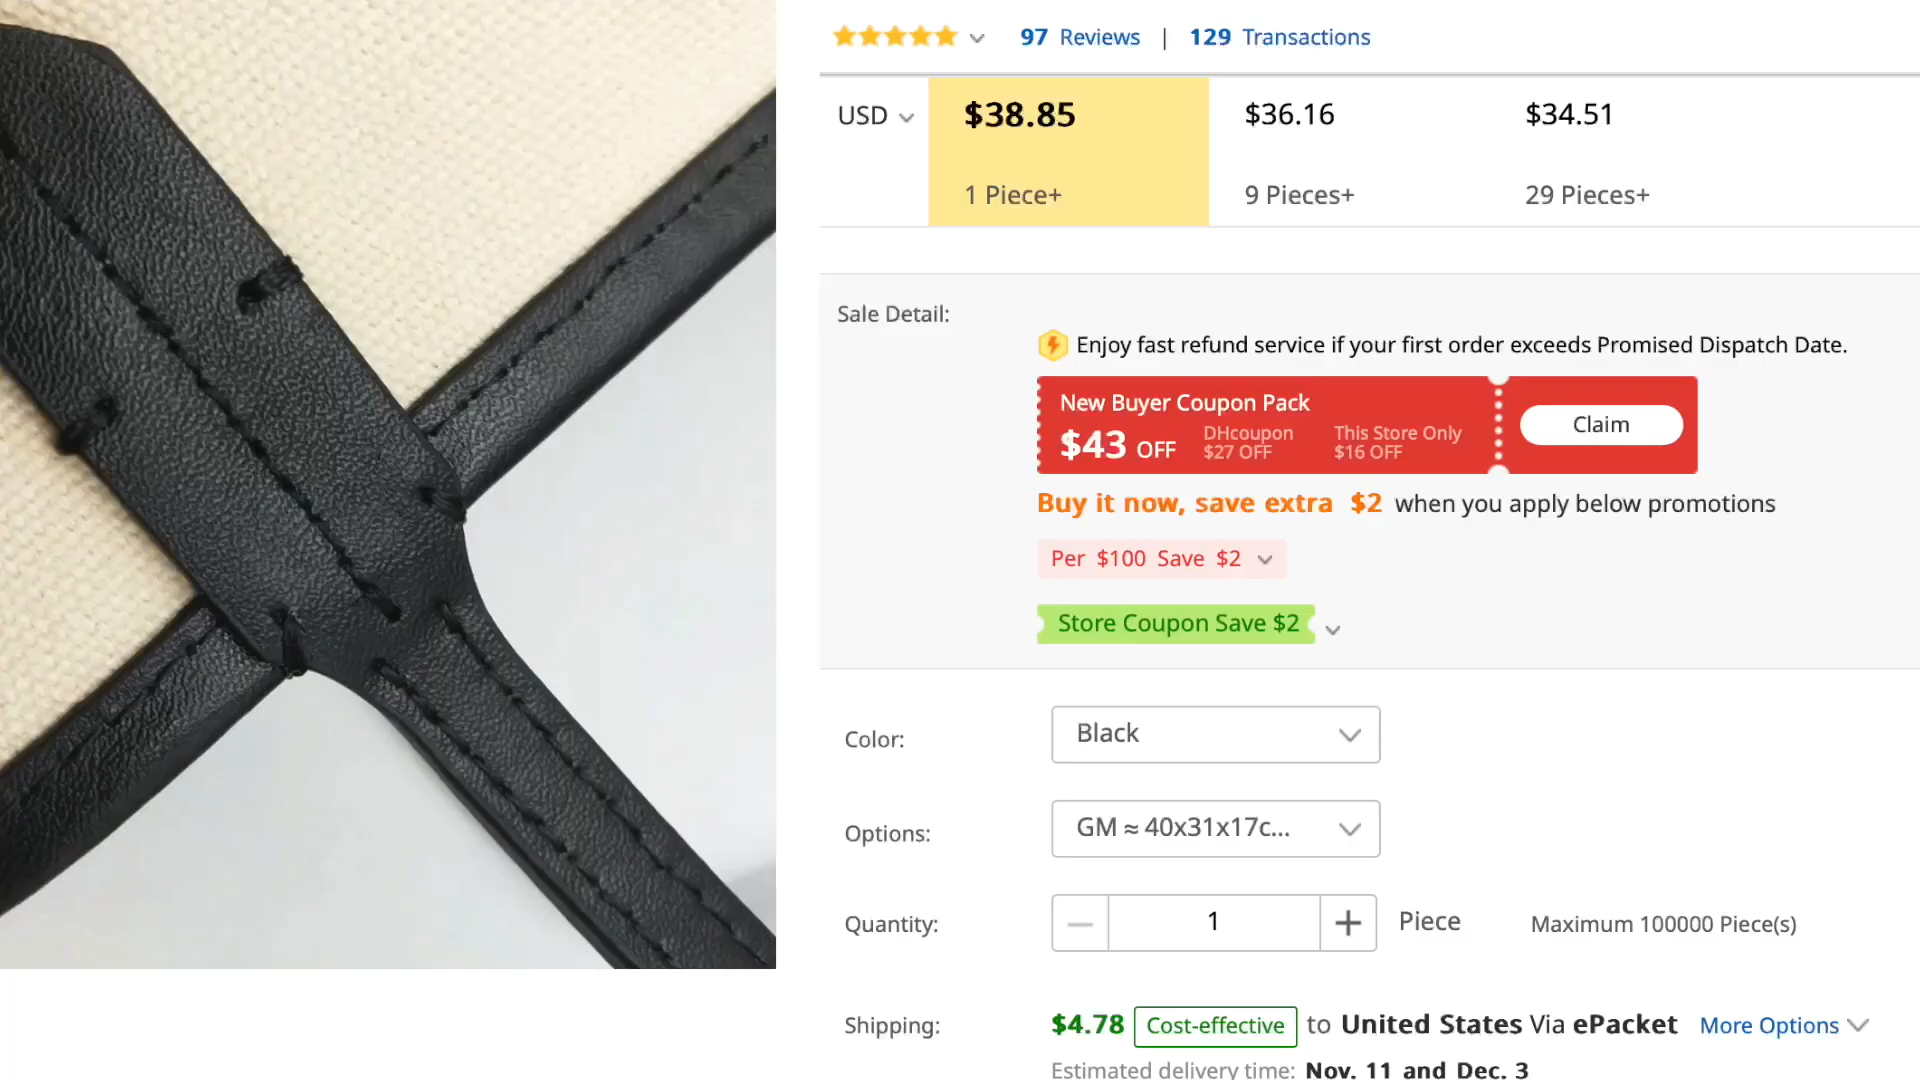 97 Reviews | 129 Transactions
USD $38.85 $36.16 $34.51
1 Piece+ 9 Pieces+ 29 Pieces+
Sale Detail:
Enjoy fast refund service if your first order exceeds Promised Dispatch Date.
New Buyer Coupon Pack
$43 OFF DHcoupon $27 OFF This Store Only $16 OFF Claim
Buy it now, save extra $2 when you apply below promotions
Per $100 Save $2
Store Coupon Save $2
Color: Black
Options: GM ≈ 40x31x17c...
Quantity: 1 Piece Maximum 100000 Piece(s)
Shipping: $4.78 Cost-effective to United States Via ePacket More Options
Estimated delivery time: Nov. 11 and Dec. 3